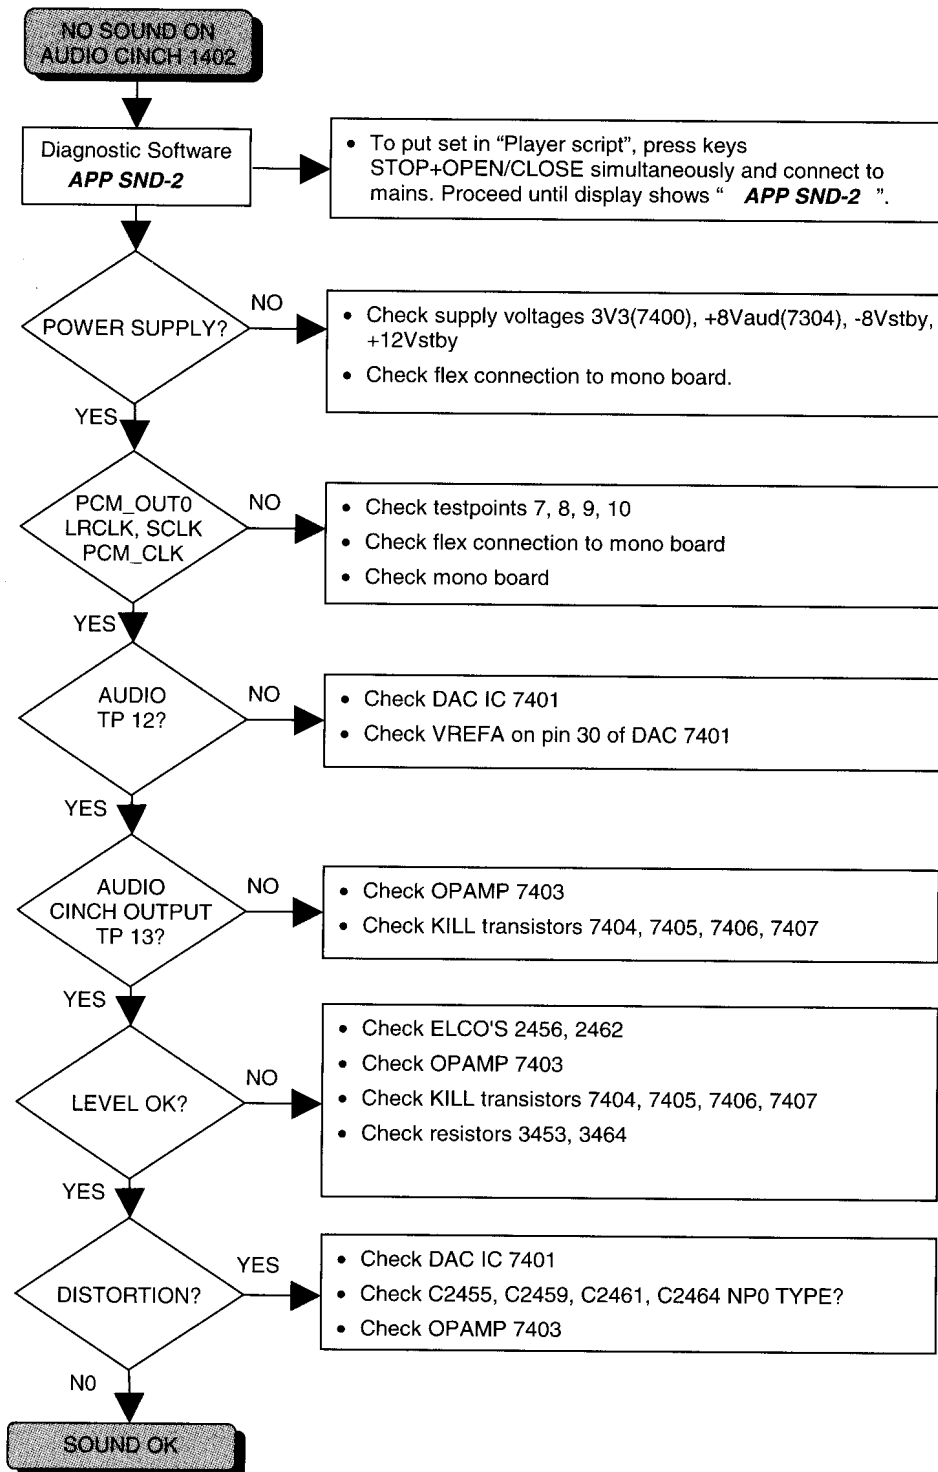 NO SOUND ON
AUDIO CINCH 1402
Diagnostic Software
APP SND-2
• To put set in “Player script”, press keys
STOP+OPEN/CLOSE simultaneously and connect to
mains. Proceed until display shows “ APP SND-2 ”.
POWER SUPPLY?
NO
• Check supply voltages 3V3(7400), +8Vaud(7304), -8Vstby,
+12Vstby
• Check flex connection to mono board.
YES
PCM_OUT0
LRCLK, SCLK
PCM_CLK
NO
• Check testpoints 7, 8, 9, 10
• Check flex connection to mono board
• Check mono board
YES
AUDIO
TP 12?
NO
• Check DAC IC 7401
• Check VREFA on pin 30 of DAC 7401
YES
AUDIO
CINCH OUTPUT
TP 13?
NO
• Check OPAMP 7403
• Check KILL transistors 7404, 7405, 7406, 7407
YES
LEVEL OK?
NO
• Check ELCO'S 2456, 2462
• Check OPAMP 7403
• Check KILL transistors 7404, 7405, 7406, 7407
• Check resistors 3453, 3464
YES
DISTORTION?
YES
• Check DAC IC 7401
• Check C2455, C2459, C2461, C2464 NP0 TYPE?
• Check OPAMP 7403
N0
SOUND OK